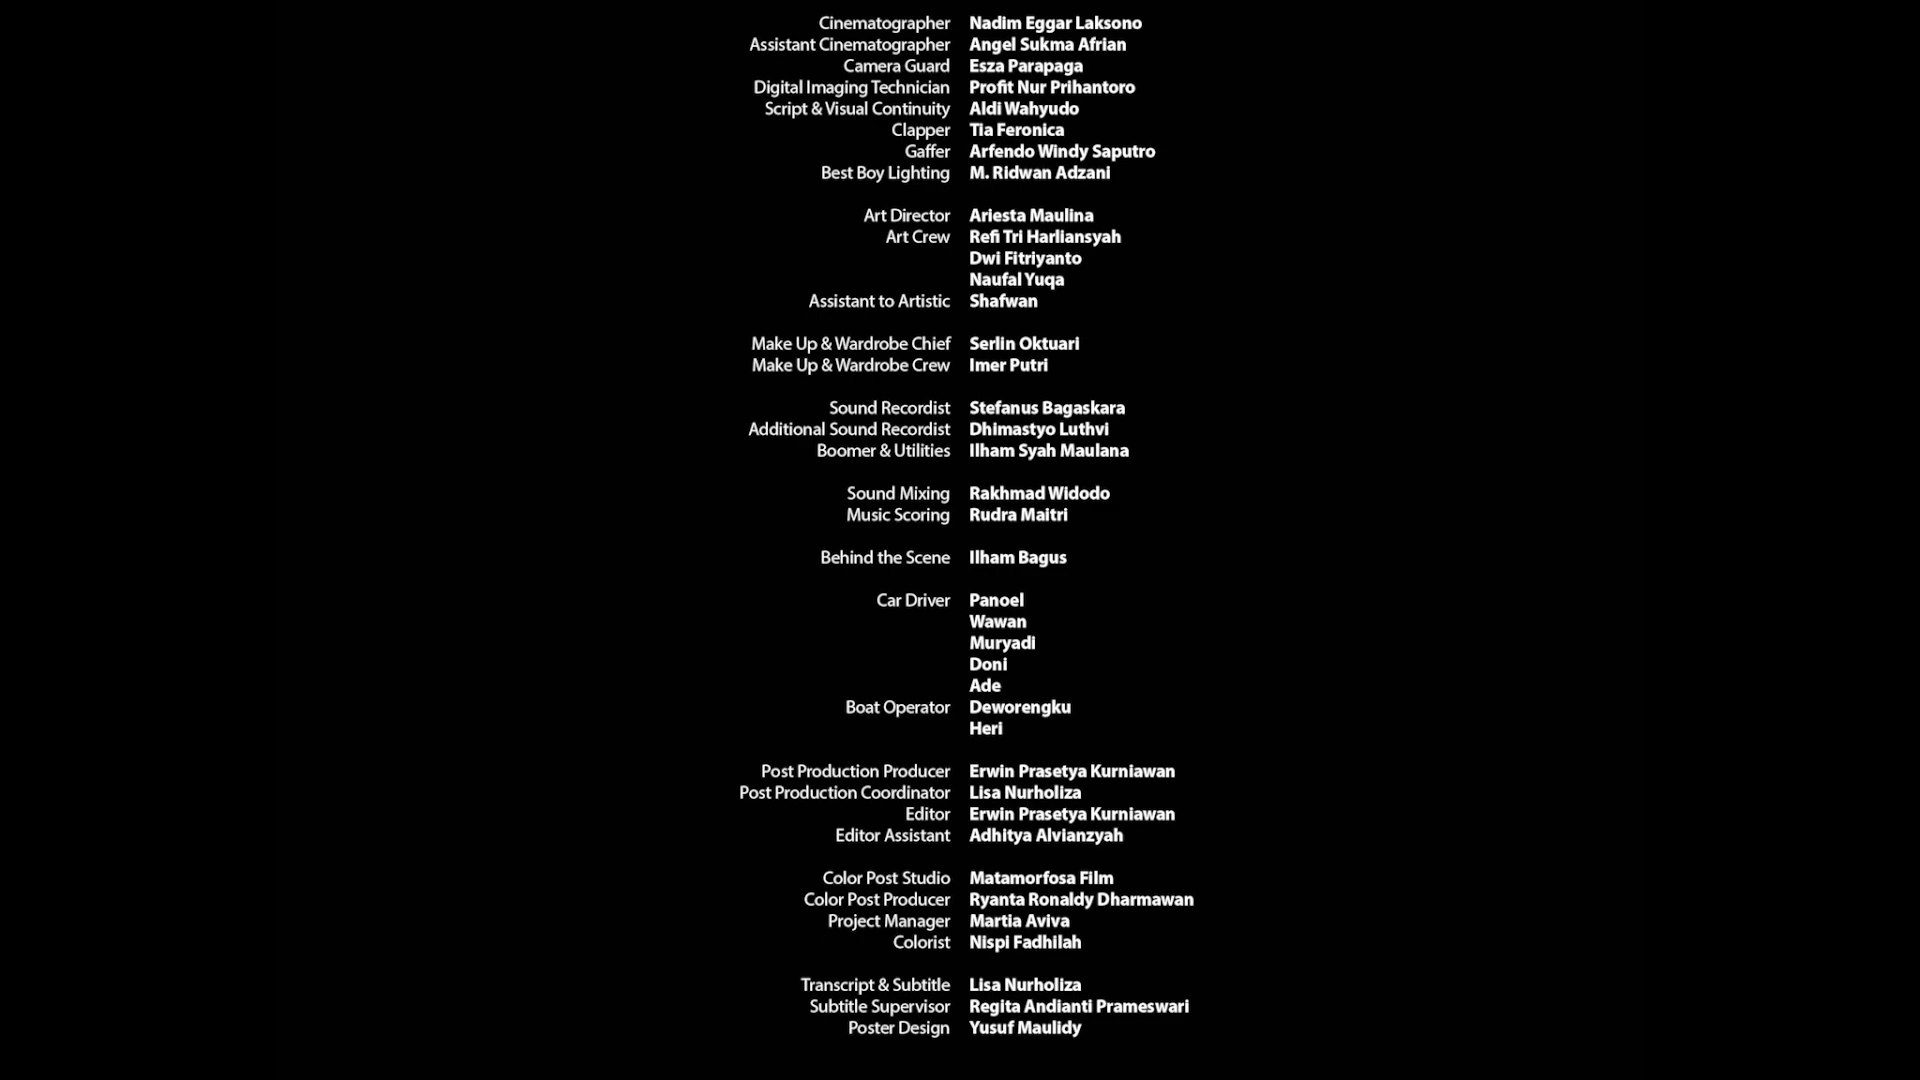 Cinematographer Nadim Eggar Laksono
Assistant Cinematographer Angel Sukma Afrian
Camera Guard Esza Parapaga
Digital Imaging Technician Profit Nur Prihantoro
Script & Visual Continuity Aldi Wahyudo
Clapper Tia Feronica
Gaffer Arfendo Windy Saputro
Best Boy Lighting M. Ridwan Adzani
Art Director Ariesta Maulina
Art Crew Refi Tri Harliansyah
Dwi Fitriyanto
Naufal Yuqa
Assistant to Artistic Shafwan
Make Up & Wardrobe Chief Serlin Oktuari
Make Up & Wardrobe Crew Imer Putri
Sound Recordist Stefanus Bagaskara
Additional Sound Recordist Dhimastyo Luthvi
Boomer & Utilities Ilham Syah Maulana
Sound Mixing Rakhmad Widodo
Music Scoring Rudra Maitri
Behind the Scene Ilham Bagus
Car Driver Panoel
Wawan
Muryadi
Doni
Ade
Boat Operator Deworengku
Heri
Post Production Producer Erwin Prasetya Kurniawan
Post Production Coordinator Lisa Nurholiza
Editor Erwin Prasetya Kurniawan
Editor Assistant Adhitya Alvianzyah
Color Post Studio Matamorfosa Film
Color Post Producer Ryanta Ronaldy Dharmawan
Project Manager Martia Aviva
Colorist Nispi Fadhilah
Transcript & Subtitle Lisa Nurholiza
Subtitle Supervisor Regita Andianti Prameswari
Poster Design Yusuf Maulidy